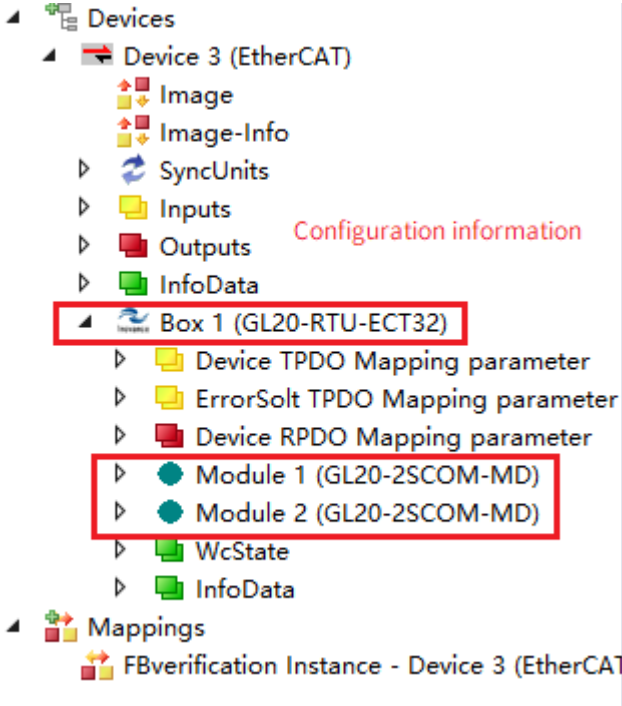 Devices
Device 3 (EtherCAT)
Image
Image-Info
SyncUnits
Inputs
Configuration information
Outputs
InfoData
Box 1 (GL20-RTU-ECT32)
Device TPDO Mapping parameter
ErrorSolt TPDO Mapping parameter
Device RPDO Mapping parameter
Module 1 (GL20-2SCOM-MD)
Module 2 (GL20-2SCOM-MD)
WcState
InfoData
Mappings
FBverification Instance - Device 3 (EtherCAT